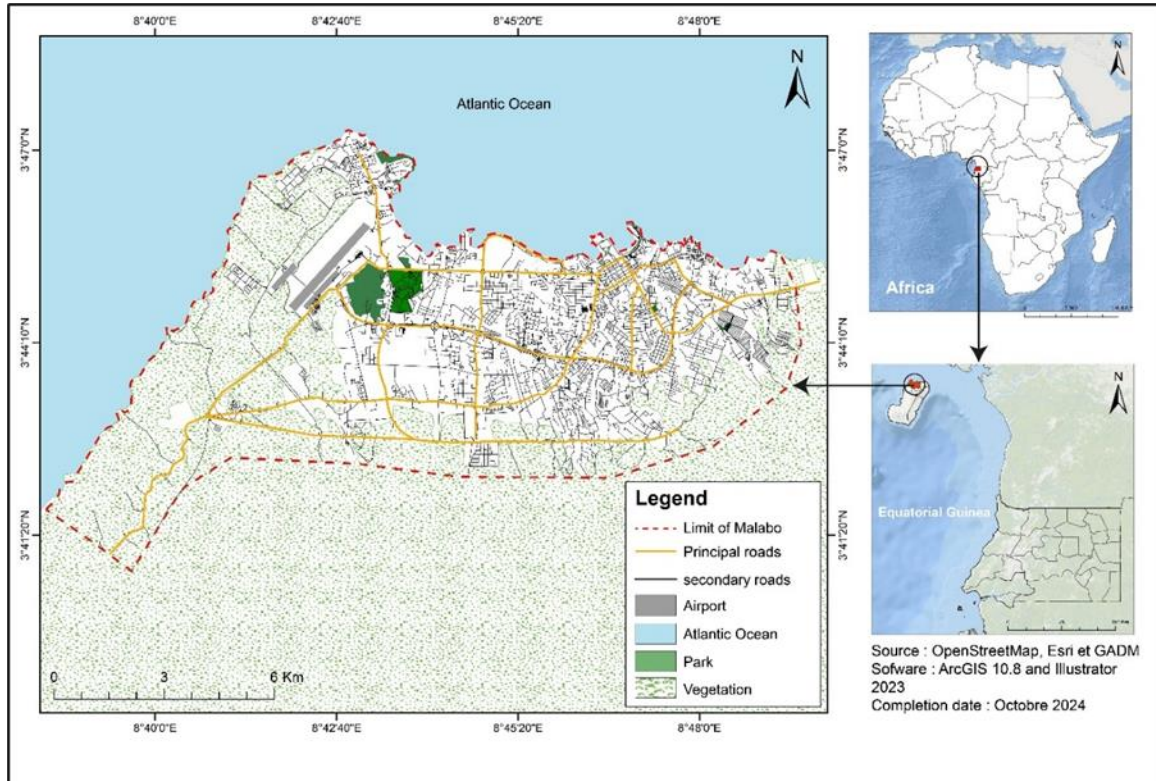 8°40'0"E
8°42'40"E
8°45'20"E
8°48'0"E
N
Atlantic Ocean
3°47'0"N
3°47'0"N
3°44'10"N
3°44'10"N
3°41'20"N
3°41'20"N
Legend
Limit of Malabo
Principal roads
secondary roads
Airport
Atlantic Ocean
Park
Vegetation
0 3 6 Km
8°40'0"E
8°42'40"E
8°45'20"E
8°48'0"E
N
Africa
N
Equatorial Guinea
Source : OpenStreetMap, Esri et GADM
Sofware : ArcGIS 10.8 and Illustrator
2023
Completion date : Octobre 2024